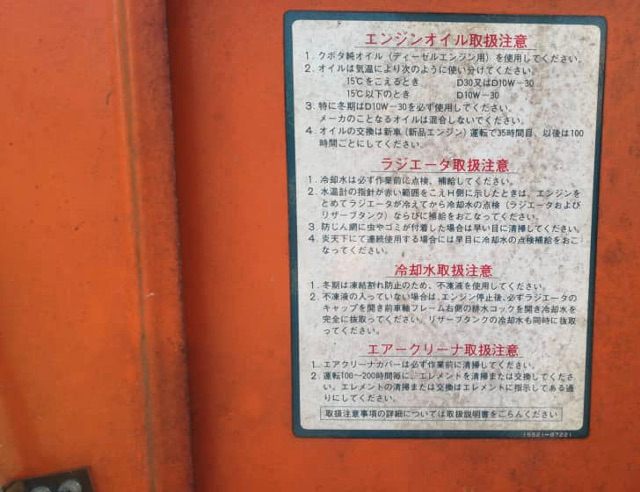 エンジンオイル取扱注意
1. クボタ純オイル（ディーゼルエンジン用）を使用してください。
2. オイルは気温により次のように使い分けてください。
15℃をこえるとき D30又はD10W-30
15℃以下のとき D10W-30
3. 特に冬期はD10W-30を必ず使用してください。
メーカのことなるオイルは混合しないでください。
4. オイルの交換は新車（新品エンジン）運転で35時間目、以後は100
時間ごとにしてください。
ラジエータ取扱注意
1. 冷却水は必ず作業前に点検、補給してください。
2. 水温計の指針が赤い範囲をこえH側に示したときは、エンジンを
とめてラジエータが冷えてから冷却水の点検（ラジエータおよび
リザーブタンク）ならびに補給をおこなってください。
3. 防じん網に虫やゴミが付着した場合は早い目に清掃してください。
4. 炎天下にて連続使用する場合には早目に冷却水の点検補給をおこ
なってください。
冷却水取扱注意
1. 冬期は凍結割れ防止のため、不凍液を使用してください。
2. 不凍液の入っていない場合は、エンジン停止後、必ずラジエータの
キャップを開き前車軸フレーム右側の排水コックを開き冷却水を
完全に抜取ってください。リザーブタンクの冷却水も同時に抜取
ってください。
エアークリーナ取扱注意
1. エアクリーナカバーは必ず作業前に清掃してください。
2. 運転100〜200時間毎に、エレメントを清掃または交換してくださ
い。エレメントの清掃または交換はエレメントに指示してある通
りにしてください。
取扱注意事項の詳細については取扱説明書をごらんください
15521-87221